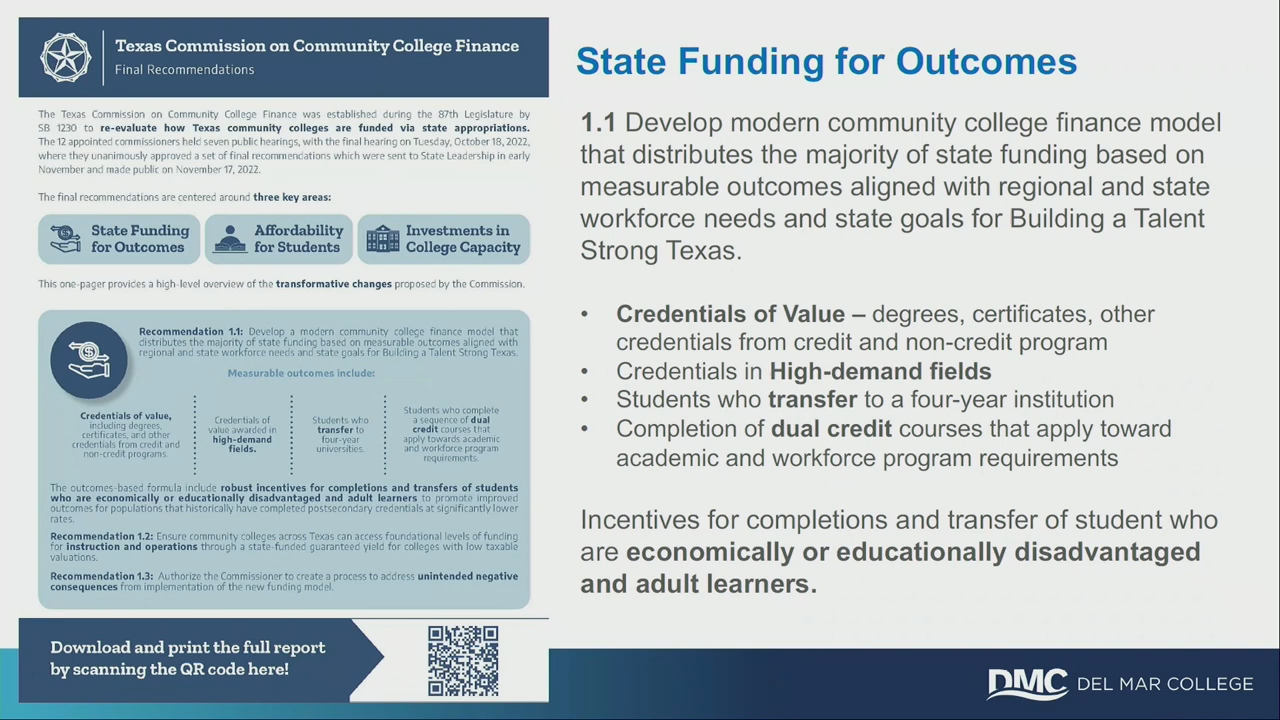 Texas Commission on Community College Finance
Final Recommendations
The Texas Commission on Community College Finance was established during the 87th Legislature by
SB 1230 to re-evaluate how Texas community colleges are funded via state appropriations.
The 12 appointed commissioners held seven public hearings, with the final hearing on Tuesday, October 18, 2022,
where they unanimously approved a set of final recommendations which were sent to State Leadership in early
November and made public on November 17, 2022.
The final recommendations are centered around three key areas:
State Funding
for Outcomes
Affordability
for Students
Investments in
College Capacity
This one-pager provides a high-level overview of the transformative changes proposed by the Commission.
Recommendation 1.1: Develop a modern community college finance model that
distributes the majority of state funding based on measurable outcomes aligned with
regional and state workforce needs and state goals for Building a Talent Strong Texas.
Measurable outcomes include:
Credentials of value,
including degrees,
certificates, and other
credentials from credit and
non-credit programs.
Credentials of
value awarded in
high-demand
fields.
Students who
transfer to
four-year
universities.
Students who complete
a sequence of dual
credit courses that
apply towards academic
and workforce program
requirements.
The outcomes-based formula include robust incentives for completions and transfers of students
who are economically or educationally disadvantaged and adult learners to promote improved
outcomes for populations that historically have completed postsecondary credentials at significantly lower
rates.
Recommendation 1.2: Ensure community colleges across Texas can access foundational levels of funding
for instruction and operations through a state-funded guaranteed yield for colleges with low taxable
valuations.
Recommendation 1.3: Authorize the Commissioner to create a process to address unintended negative
consequences from implementation of the new funding model.
Download and print the full report
by scanning the QR code here!
State Funding for Outcomes
1.1 Develop modern community college finance model
that distributes the majority of state funding based on
measurable outcomes aligned with regional and state
workforce needs and state goals for Building a Talent
Strong Texas.
• Credentials of Value – degrees, certificates, other
credentials from credit and non-credit program
• Credentials in High-demand fields
• Students who transfer to a four-year institution
• Completion of dual credit courses that apply toward
academic and workforce program requirements
Incentives for completions and transfer of student who
are economically or educationally disadvantaged
and adult learners.
DMC DEL MAR COLLEGE